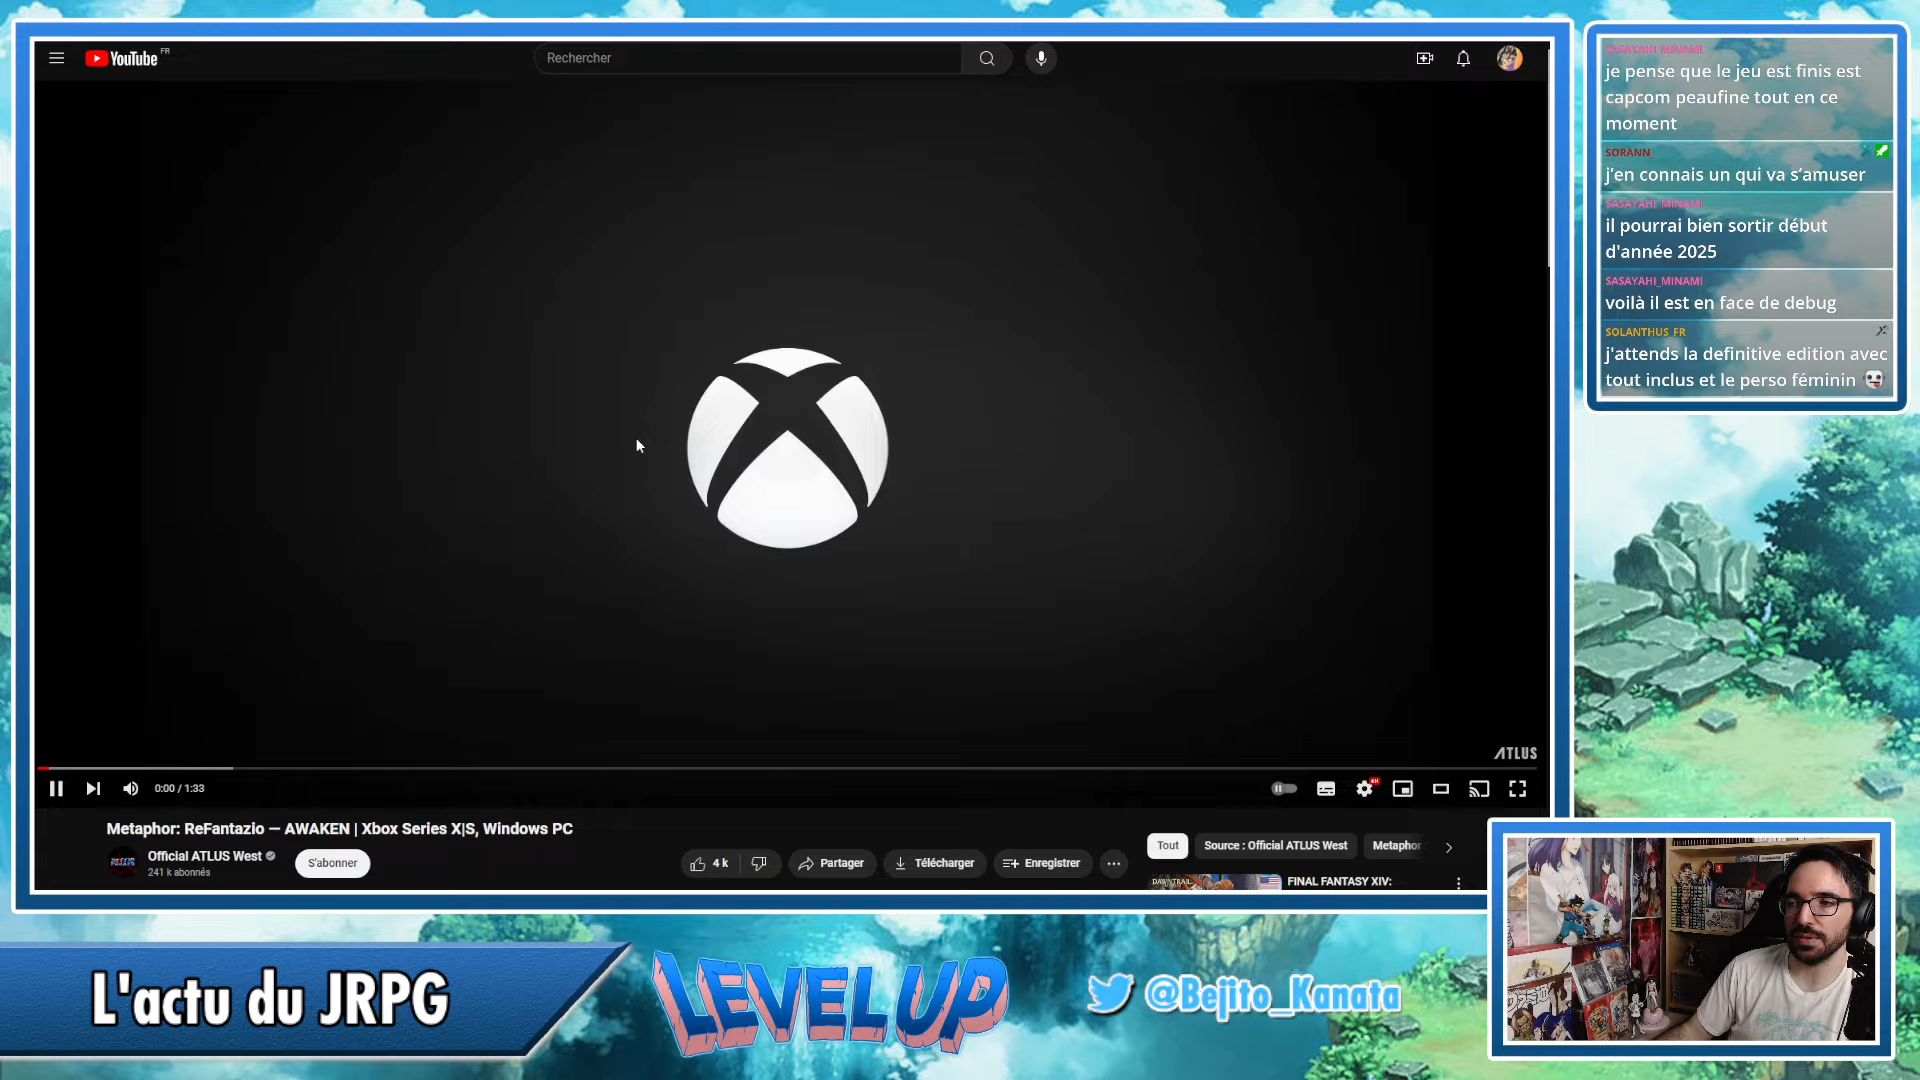 YouTube FR
Rechercher
ATLUS
0:00 / 1:33
Metaphor: ReFantazio — AWAKEN | Xbox Series X|S, Windows PC
Official ATLUS West
241 k abonnés
S'abonner
4 k
Partager
Télécharger
Enregistrer
Tout
Source : Official ATLUS West
Metaphor
DAWNTRAIL
FINAL FANTASY XIV:
SASAYAHI_MINAMI
je pense que le jeu est finis est
capcom peaufine tout en ce
moment
SORANN
j'en connais un qui va s'amuser
SASAYAHI_MINAMI
il pourrai bien sortir début
d'année 2025
SASAYAHI_MINAMI
voilà il est en face de debug
SOLANTHUS_FR
j'attends la definitive edition avec
tout inclus et le perso féminin
L'actu du JRPG
LEVEL UP
@Bejito_Kanata